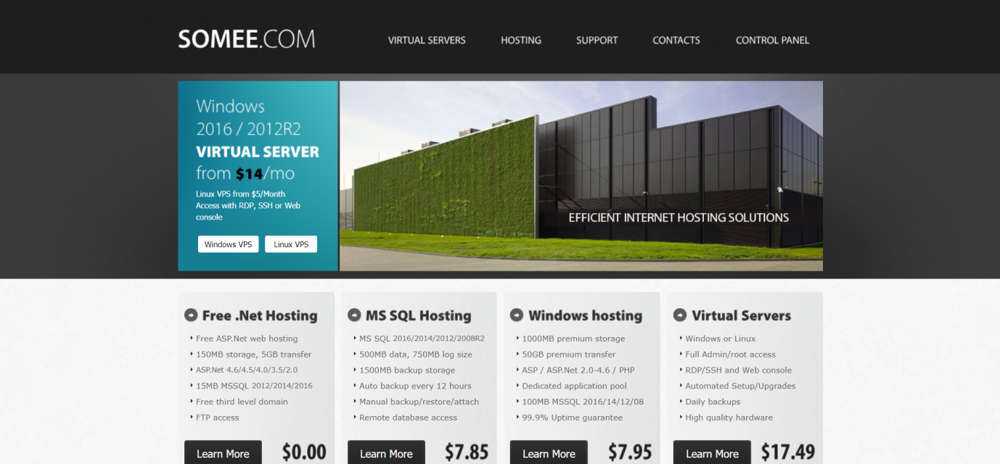 SOMEE.COM
VIRTUAL SERVERS
HOSTING
SUPPORT
CONTACTS
CONTROL PANEL
Windows
2016 / 2012R2
VIRTUAL SERVER
from $14/mo
Linux VPS from $5/Month
Access with RDP, SSH or Web
console
Windows VPS
Linux VPS
EFFICIENT INTERNET HOSTING SOLUTIONS
Free .Net Hosting
Free ASP.Net web hosting
150MB storage, 5GB transfer
ASP.Net 4.6/4.5/4.0/3.5/2.0
15MB MSSQL 2012/2014/2016
Free third level domain
FTP access
Learn More
$0.00
MS SQL Hosting
MS SQL 2016/2014/2012/2008R2
500MB data, 750MB log size
1500MB backup storage
Auto backup every 12 hours
Manual backup/restore/attach
Remote database access
Learn More
$7.85
Windows hosting
1000MB premium storage
50GB premium transfer
ASP / ASP.Net 2.0-4.6 / PHP
Dedicated application pool
100MB MSSQL 2016/14/12/08
99.9% Uptime guarantee
Learn More
$7.95
Virtual Servers
Windows or Linux
Full Admin/root access
RDP/SSH and Web console
Automated Setup/Upgrades
Daily backups
High quality hardware
Learn More
$17.49